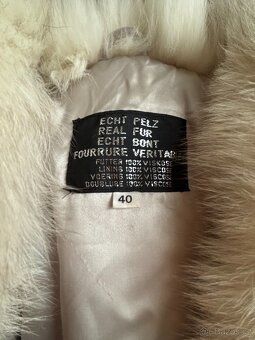 ECHT PELZ
REAL FUR
ECHT BONT
FOURRURE VERITAB
FUTTER 100% VISKOSE
LINING 100% VISCOSE
VOERING 100% VISCOSE
DOUBLURE 100% VISCOSE
40